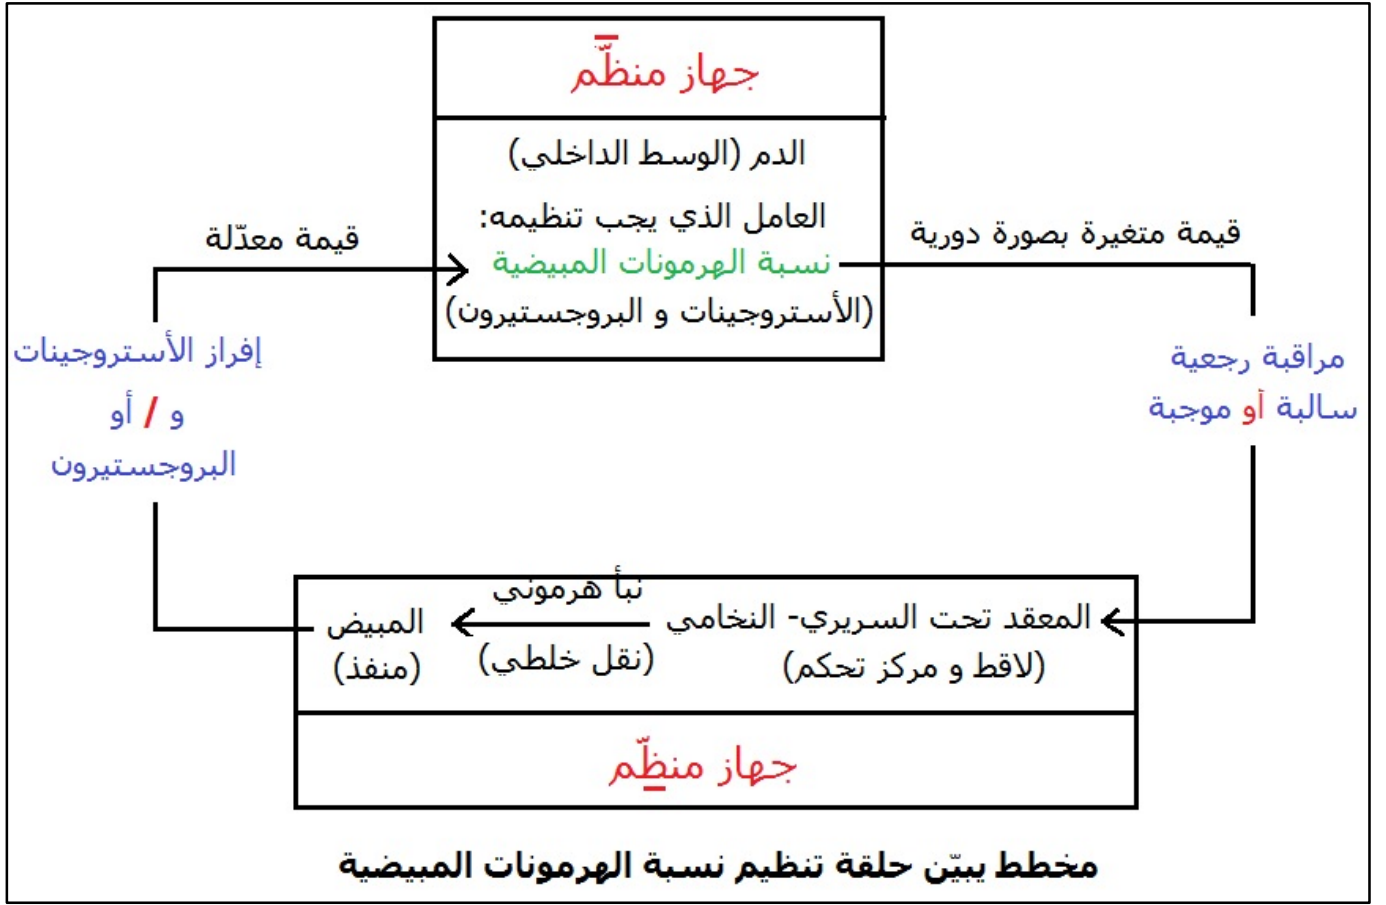 جهاز منظَّم
الدم (الوسط الداخلي)
العامل الذي يجب تنظيمه:
نسبة الهرمونات المبيضية
(الأستروجينات و البروجستيرون)
قيمة متغيرة بصورة دورية
مراقبة رجعية
سالبة أو موجبة
المعقد تحت السريري- النخامي
(لاقط و مركز تحكم)
نبأ هرموني
(نقل خلطي)
المبيض
(منفذ)
جهاز منظِّم
إفراز الأستروجينات
و / أو
البروجستيرون
قيمة معدّلة
مخطط يبيّن حلقة تنظيم نسبة الهرمونات المبيضية